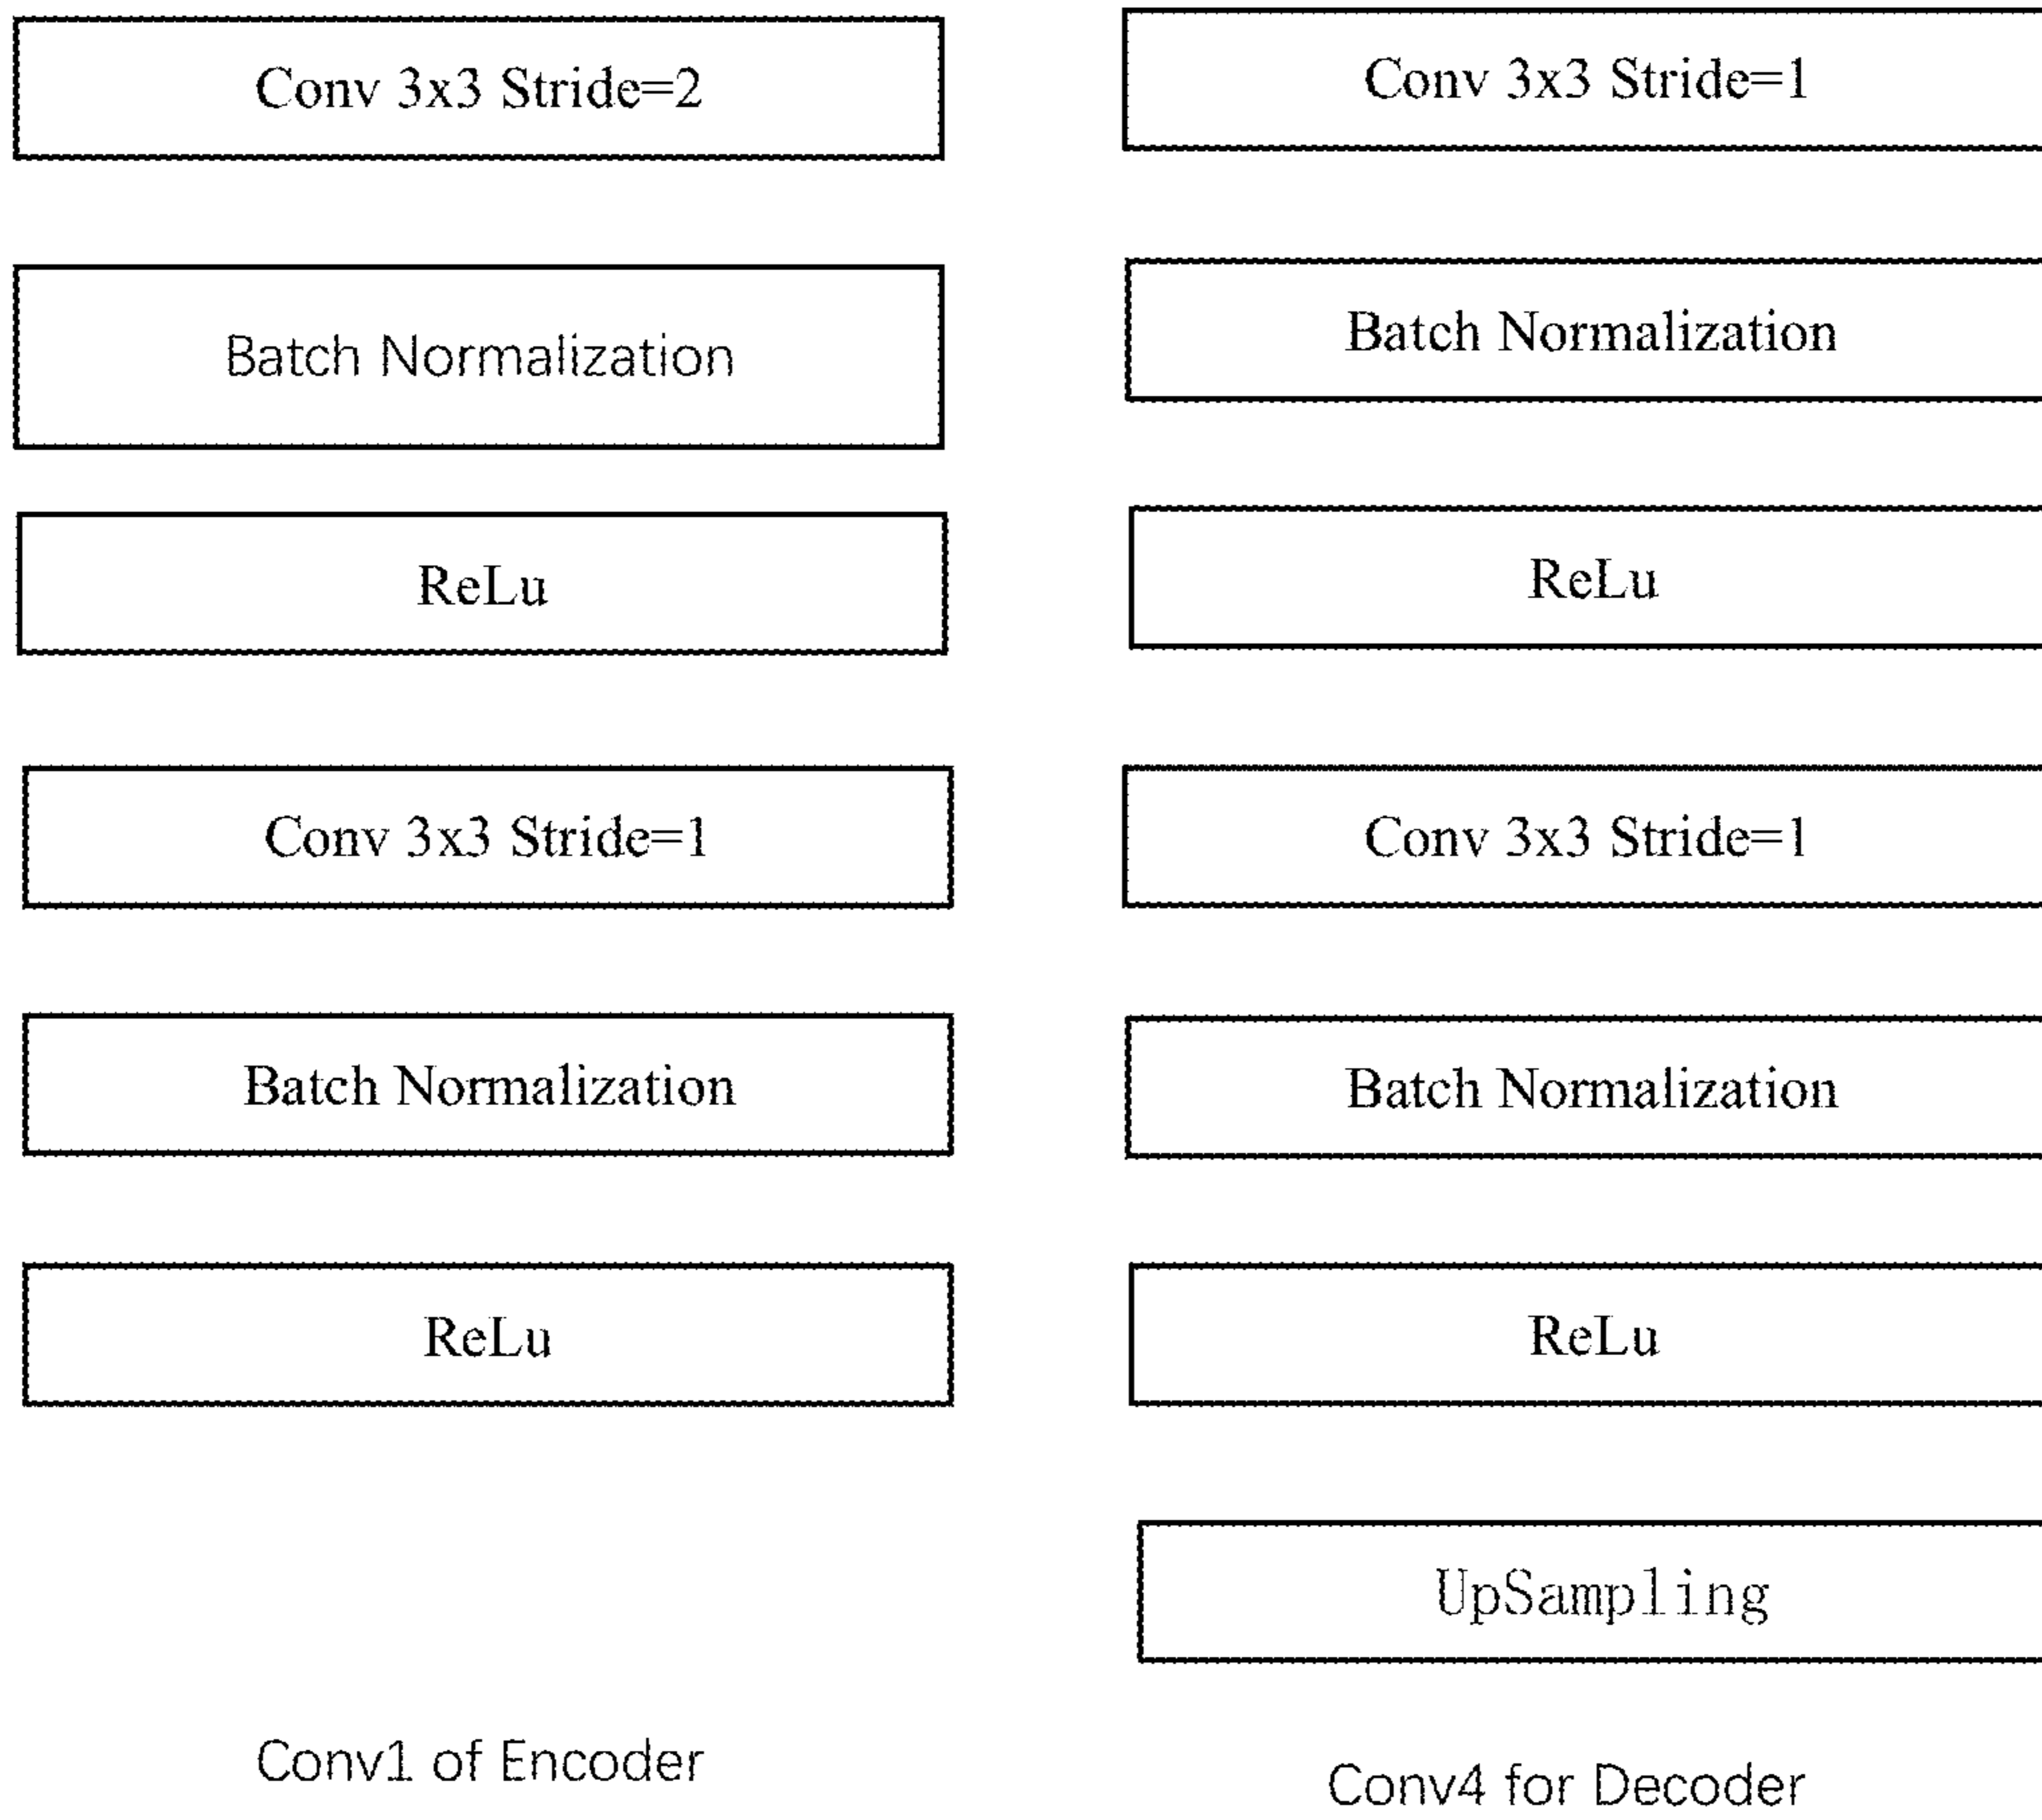 Conv 3x3 Stride=2
Batch Normalization
ReLu
Conv 3x3 Stride=1
Batch Normalization
ReLu
Conv1 of Encoder
Conv 3x3 Stride=1
Batch Normalization
ReLu
Conv 3x3 Stride=1
Batch Normalization
ReLu
UpSampling
Conv4 for Decoder